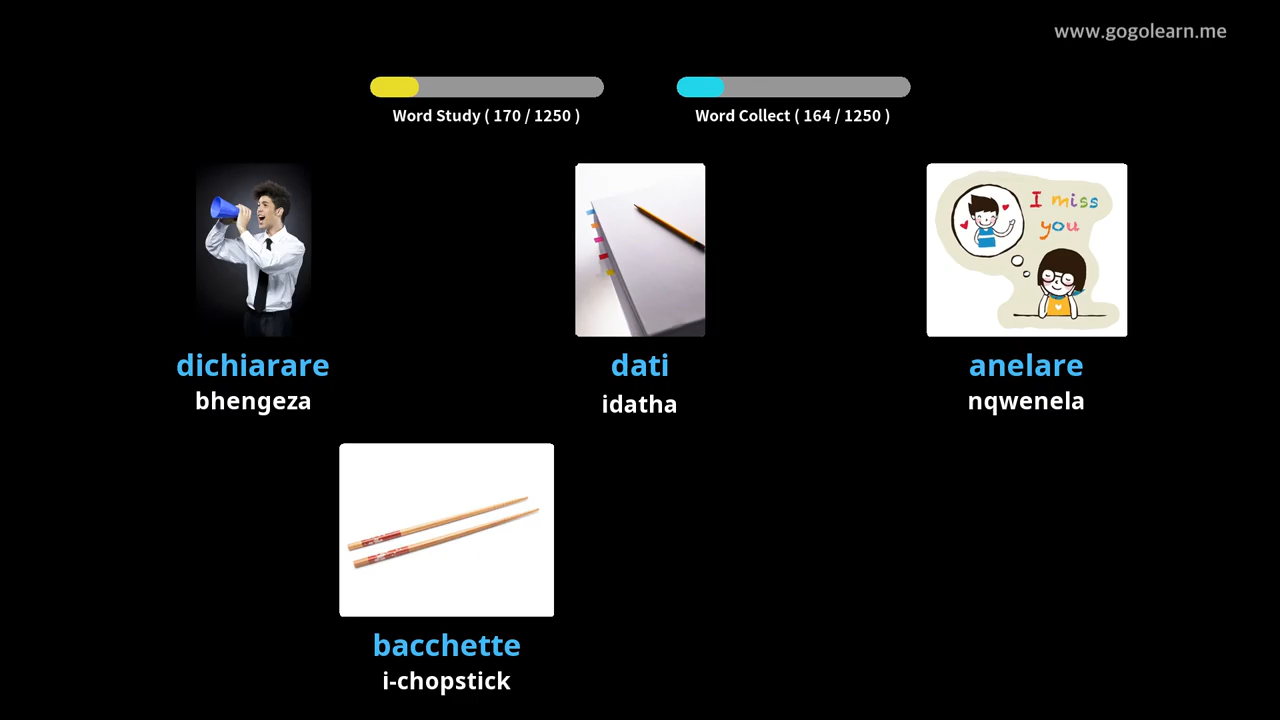 www.gogolearn.me
Word Study ( 170 / 1250 )
Word Collect ( 164 / 1250 )
I miss
you
dichiarare
bhengeza
dati
idatha
anelare
nqwenela
bacchette
i-chopstick